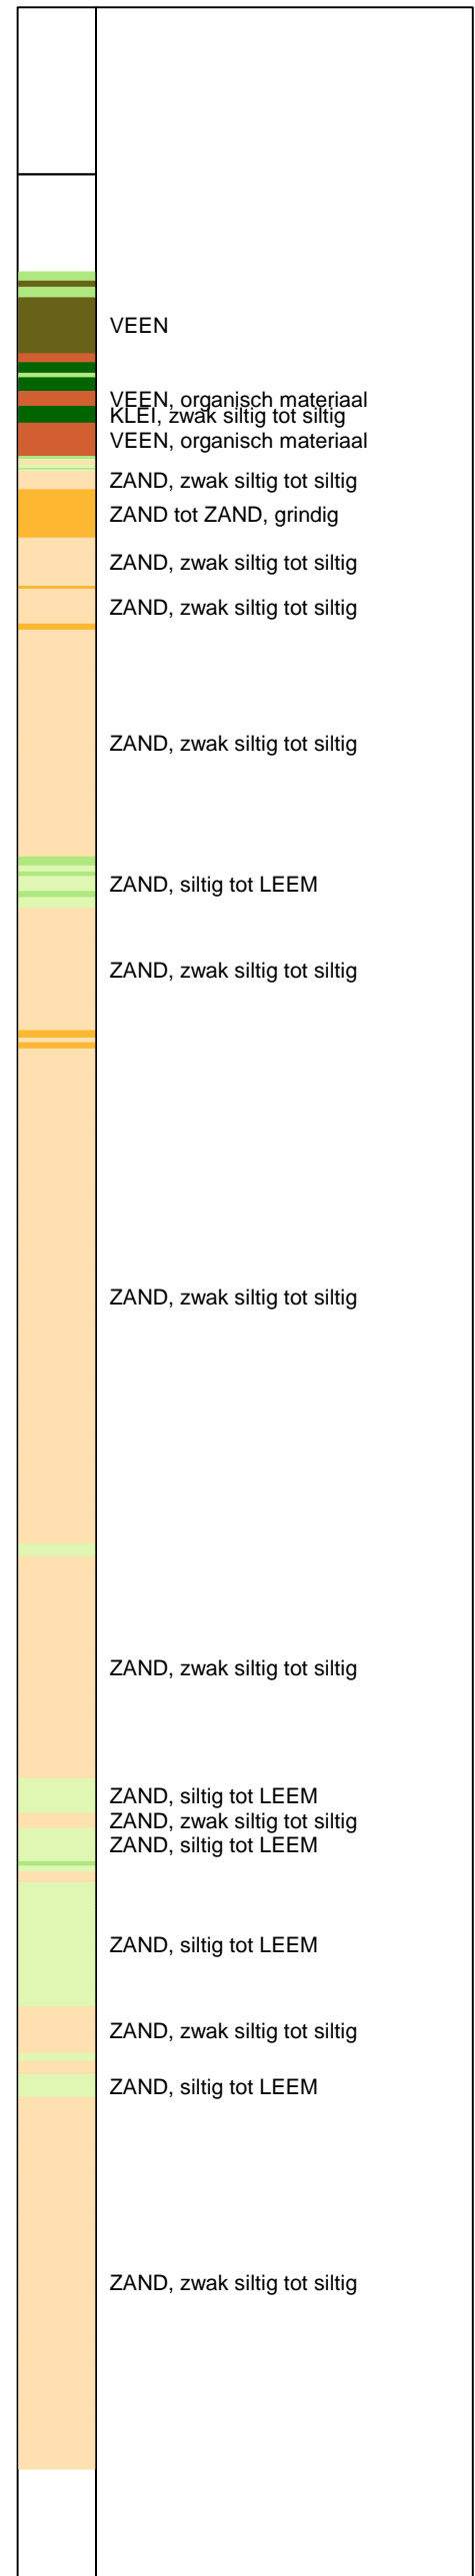 VEEN
VEEN, organisch materiaal
KLEI, zwak siltig tot siltig
VEEN, organisch materiaal
ZAND, zwak siltig tot siltig
ZAND tot ZAND, grindig
ZAND, zwak siltig tot siltig
ZAND, zwak siltig tot siltig
ZAND, zwak siltig tot siltig
ZAND, siltig tot LEEM
ZAND, zwak siltig tot siltig
ZAND, zwak siltig tot siltig
ZAND, zwak siltig tot siltig
ZAND, siltig tot LEEM
ZAND, zwak siltig tot siltig
ZAND, siltig tot LEEM
ZAND, siltig tot LEEM
ZAND, zwak siltig tot siltig
ZAND, siltig tot LEEM
ZAND, zwak siltig tot siltig